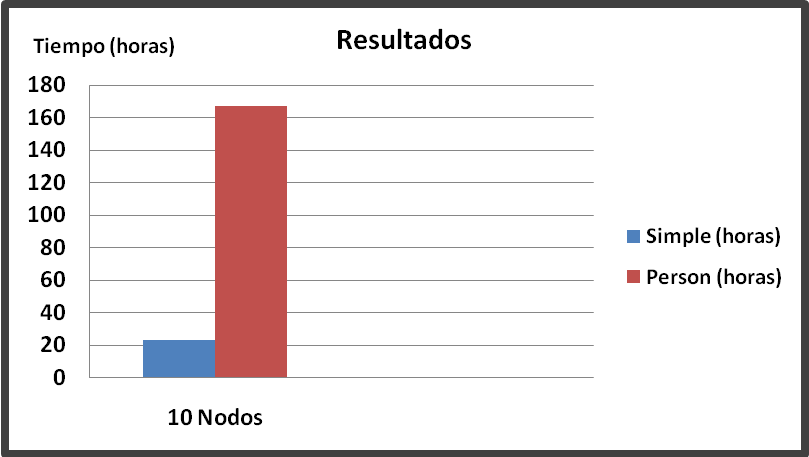 Resultados
Tiempo (horas)
180
160
140
120
100
80
60
40
20
0
10 Nodos
Simple (horas)
Person (horas)